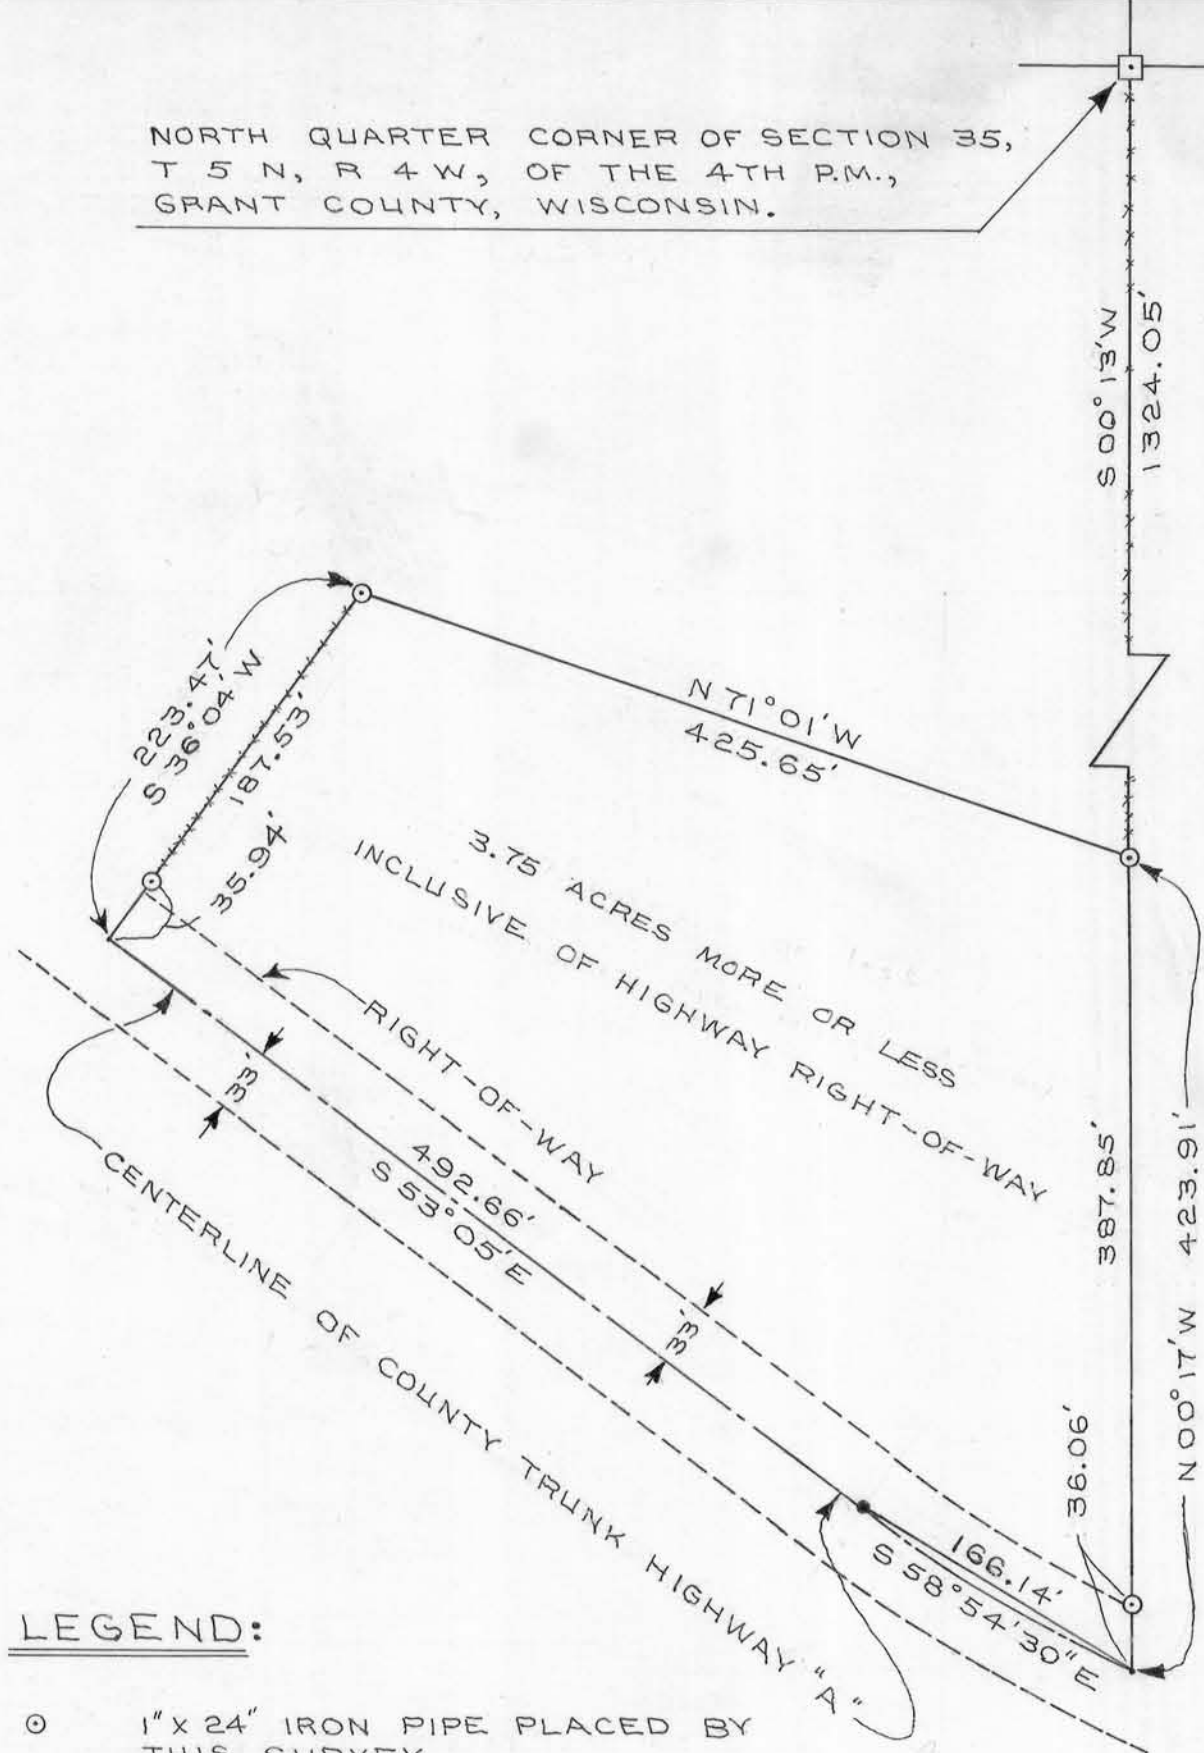 NORTH QUARTER CORNER OF SECTION 35,
T 5 N, R 4 W, OF THE 4TH P.M.,
GRANT COUNTY, WISCONSIN.
S 00° 13' W
1324.05'
223.47'
S 36°04' W
187.53'
35.94'
N 71°01' W
425.65'
3.75 ACRES MORE OR LESS
INCLUSIVE OF HIGHWAY RIGHT-OF-WAY
RIGHT-OF-WAY
33'
492.66'
S 53°05' E
33'
CENTERLINE OF COUNTY TRUNK HIGHWAY "A"
387.85'
N 00°17' W 423.91'
36.06'
166.14'
S 58°54'30" E
LEGEND:
1" X 24" IRON PIPE PLACED BY
THIS SURVEY